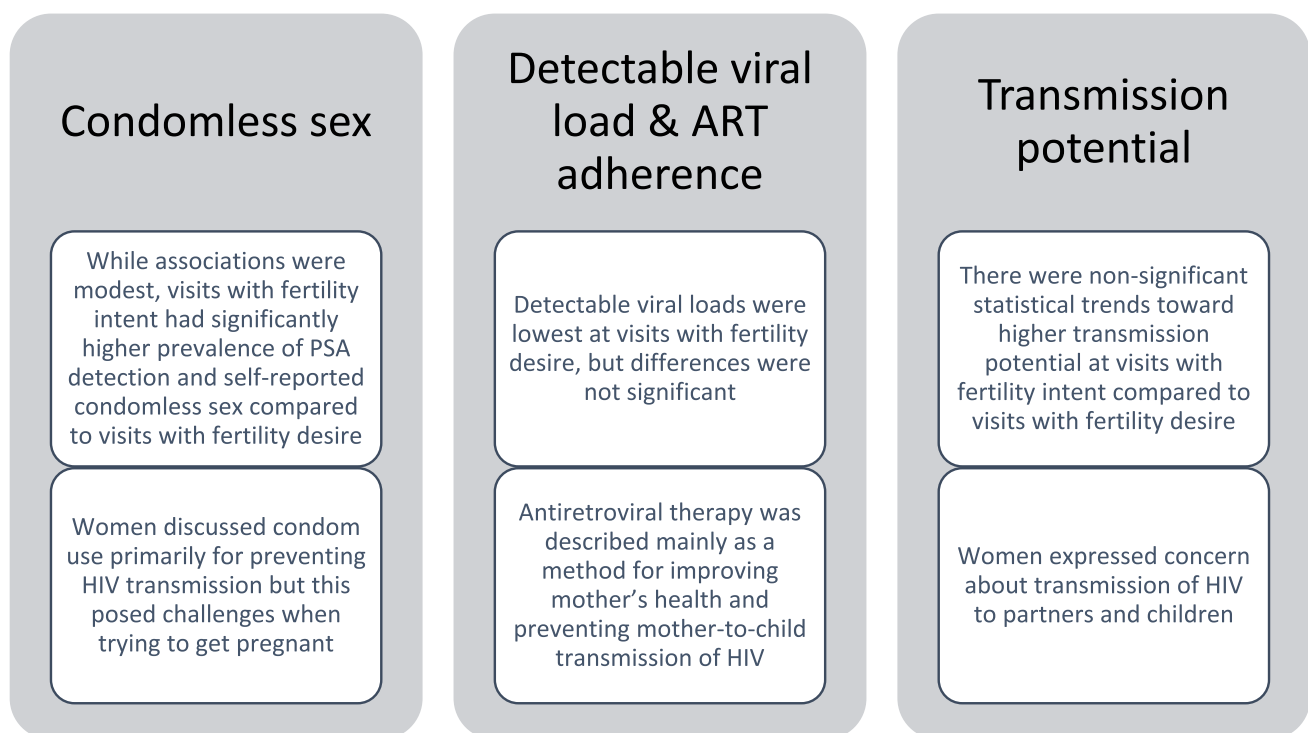 Condomless sex
While associations were
modest, visits with fertility
intent had significantly
higher prevalence of PSA
detection and self-reported
condomless sex compared
to visits with fertility desire
Women discussed condom
use primarily for preventing
HIV transmission but this
posed challenges when
trying to get pregnant
Detectable viral
load & ART
adherence
Detectable viral loads were
lowest at visits with fertility
desire, but differences were
not significant
Antiretroviral therapy was
described mainly as a
method for improving
mother’s health and
preventing mother-to-child
transmission of HIV
Transmission
potential
There were non-significant
statistical trends toward
higher transmission
potential at visits with
fertility intent compared to
visits with fertility desire
Women expressed concern
about transmission of HIV
to partners and children